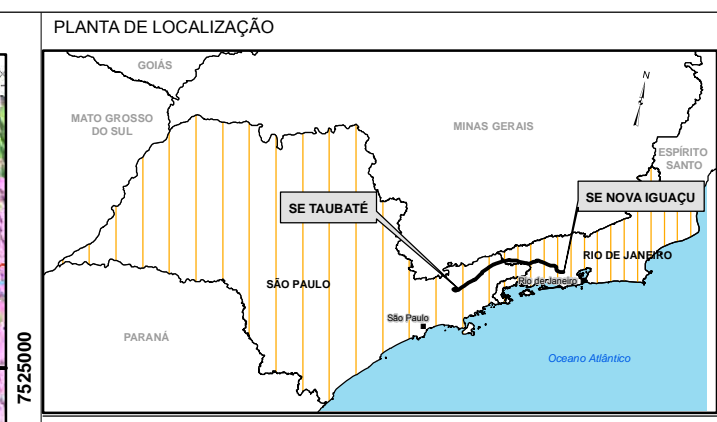 PLANTA DE LOCALIZAÇÃO
GOIÁS
N
MATO GROSSO
DO SUL
MINAS GERAIS
ESPÍRITO
SANTO
SE TAUBATÉ
SE NOVA IGUAÇU
RIO DE JANEIRO
SÃO PAULO
Rio de Janeiro
São Paulo
PARANÁ
Oceano Atlântico
7525000